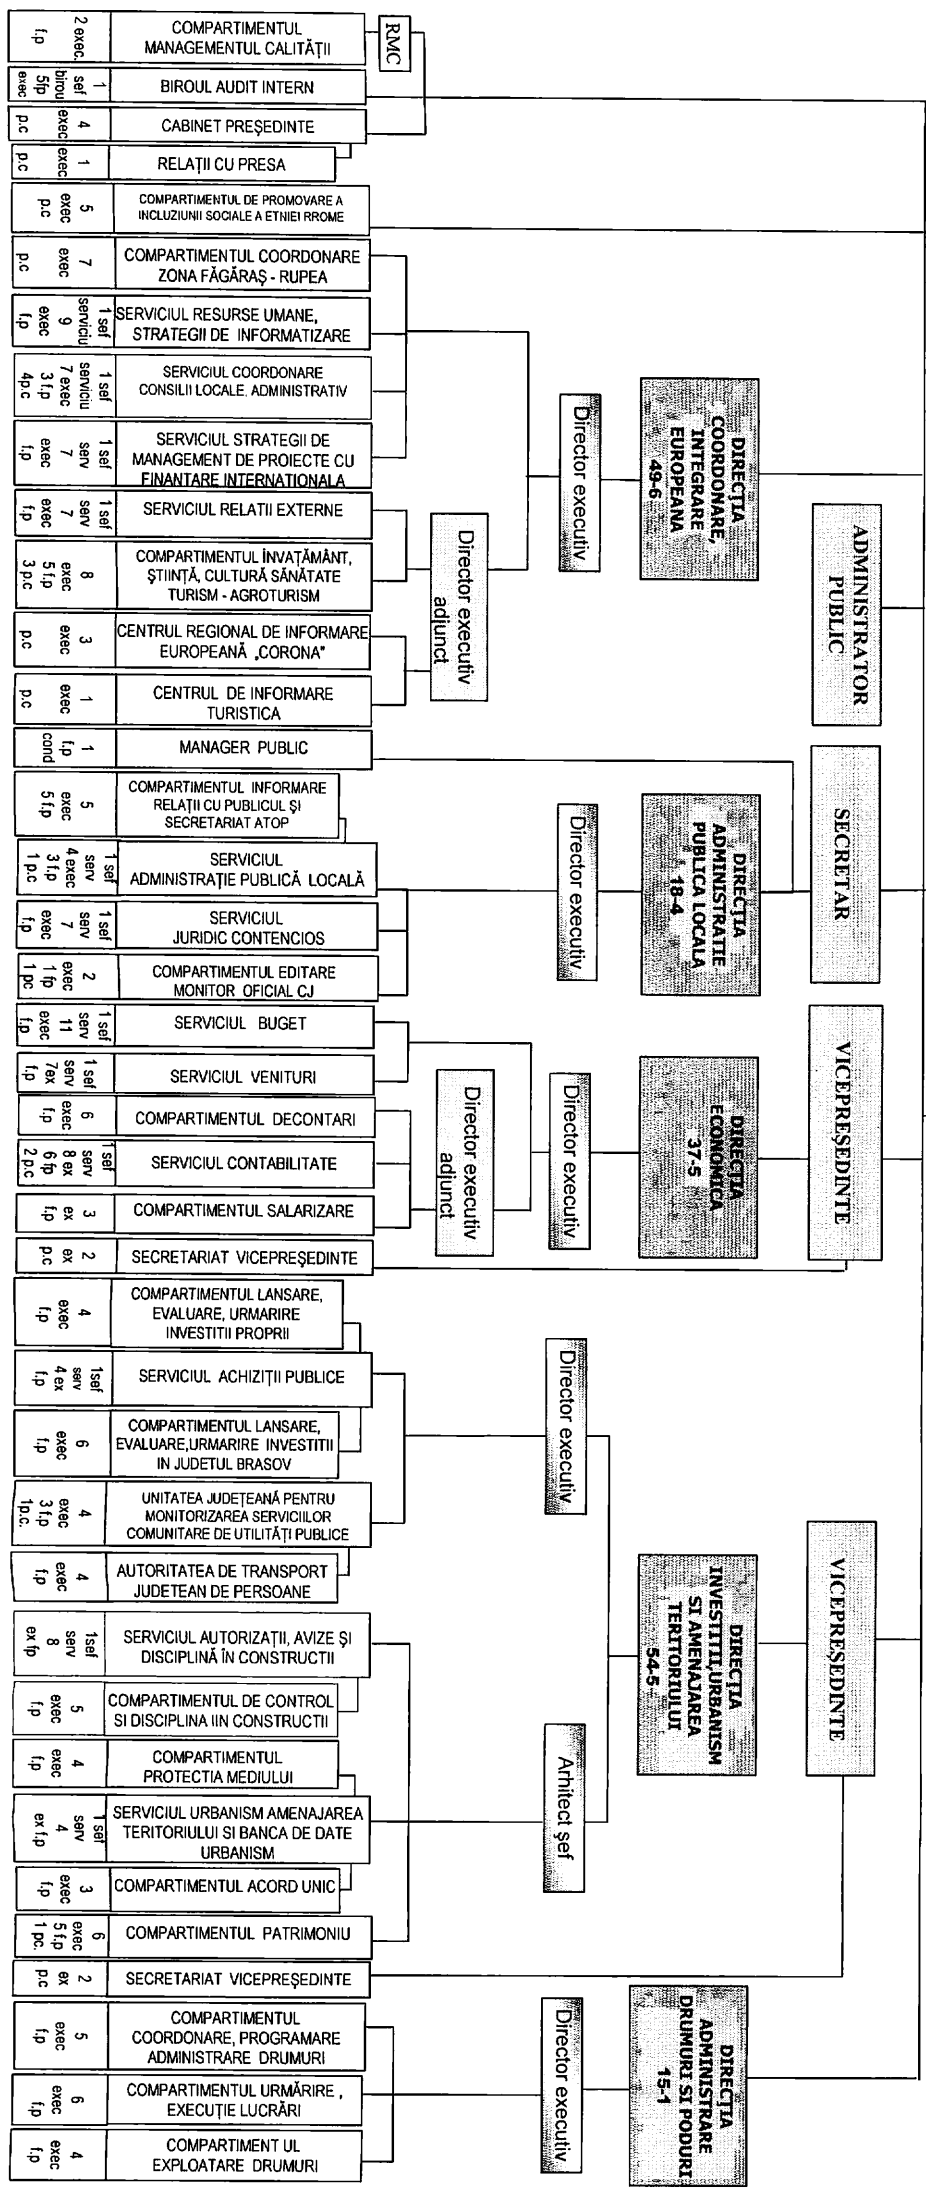 COMPARTIMENTUL
MANAGEMENTUL CALITĂȚII
2 exec.
f.p
RMC
BIROUL AUDIT INTERN
1 sef
birou
5fp
exec
CABINET PREȘEDINTE
4
exec
p.c
RELAȚII CU PRESA
1
exec
p.c
COMPARTIMENTUL DE PROMOVARE A
INCLUZIUNII SOCIALE A ETNIEI RROME
5
exec
p.c
COMPARTIMENTUL COORDONARE
ZONA FĂGĂRAȘ - RUPEA
7
exec
p.c
SERVICIUL RESURSE UMANE,
STRATEGII DE INFORMATIZARE
1 sef
serviciu
9
exec
f.p
SERVICIUL COORDONARE
CONSILII LOCALE, ADMINISTRATIV
1 sef
serviciu
7 exec
3 f.p
4p.c
SERVICIUL STRATEGII DE
MANAGEMENT DE PROIECTE CU
FINANTARE INTERNATIONALA
1 sef
serv
7
exec
f.p
SERVICIUL RELATII EXTERNE
1 sef
serv
7
exec
f.p
COMPARTIMENTUL ÎNVAȚĂMÂNT,
ȘTIINȚĂ, CULTURĂ SĂNĂTATE
TURISM - AGROTURISM
8
exec
5 f.p
3 p.c
CENTRUL REGIONAL DE INFORMARE
EUROPEANĂ „CORONA”
3
exec
p.c
CENTRUL DE INFORMARE
TURISTICA
1
exec
p.c
Director executiv
adjunct
Director executiv
DIRECȚIA
COORDONARE,
INTEGRARE
EUROPEANA
49-6
ADMINISTRATOR
PUBLIC
MANAGER PUBLIC
1
f.p
cond
COMPARTIMENTUL INFORMARE
RELAȚII CU PUBLICUL ȘI
SECRETARIAT ATOP
5
exec
5 f.p
SERVICIUL
ADMINISTRAȚIE PUBLICĂ LOCALĂ
1 sef
serv
4 exec
3 f.p
1 p.c
SERVICIUL
JURIDIC CONTENCIOS
1 sef
serv
7
exec
f.p
COMPARTIMENTUL EDITARE
MONITOR OFICIAL CJ
2
exec
1 fp
1 pc
Director executiv
DIRECȚIA
ADMINISTRATIE
PUBLICA LOCALA
18-4
SECRETAR
SERVICIUL BUGET
1 sef
serv
11
exec
f.p
SERVICIUL VENITURI
1 sef
serv
7ex
f.p
COMPARTIMENTUL DECONTARI
6
exec
f.p
SERVICIUL CONTABILITATE
1 sef
serv
8 ex
6 fp
2 p.c
COMPARTIMENTUL SALARIZARE
3
ex
f.p
SECRETARIAT VICEPREȘEDINTE
2
ex
p.c
Director executiv
adjunct
Director executiv
DIRECȚIA
ECONOMICA
37-5
VICEPREȘEDINTE
COMPARTIMENTUL LANSARE,
EVALUARE, URMARIRE
INVESTITII PROPRII
4
exec
f.p
SERVICIUL ACHIZIȚII PUBLICE
1sef
serv
4 ex
f.p
COMPARTIMENTUL LANSARE,
EVALUARE,URMARIRE INVESTITII
IN JUDETUL BRASOV
6
exec
f.p
UNITATEA JUDEȚEANĂ PENTRU
MONITORIZAREA SERVICIILOR
COMUNITARE DE UTILITĂȚI PUBLICE
4
exec
3 f.p
1p.c.
AUTORITATEA DE TRANSPORT
JUDETEAN DE PERSOANE
4
exec
f.p
SERVICIUL AUTORIZAȚII, AVIZE ȘI
DISCIPLINĂ ÎN CONSTRUCTII
1sef
serv
8
ex fp
COMPARTIMENTUL DE CONTROL
SI DISCIPLINA IIN CONSTRUCTII
5
exec
f.p
COMPARTIMENTUL
PROTECTIA MEDIULUI
4
exec
f.p
SERVICIUL URBANISM AMENAJAREA
TERITORIULUI SI BANCA DE DATE
URBANISM
1 sef
serv
4
ex f.p
COMPARTIMENTUL ACORD UNIC
3
exec
f.p
COMPARTIMENTUL PATRIMONIU
6
exec
5 f.p
1 pc.
SECRETARIAT VICEPREȘEDINTE
2
ex
p.c
Director executiv
Arhitect șef
DIRECȚIA
INVESTITII,URBANISM
SI AMENAJAREA
TERITORIULUI
54-5
VICEPREȘEDINTE
COMPARTIMENTUL
COORDONARE, PROGRAMARE
ADMINISTRARE DRUMURI
5
exec
f.p
COMPARTIMENTUL URMĂRIRE ,
EXECUȚIE LUCRĂRI
6
exec
f.p
COMPARTIMENT UL
EXPLOATARE DRUMURI
4
exec
f.p
Director executiv
DIRECȚIA
ADMINISTRARE
DRUMURI SI PODURI
15-1